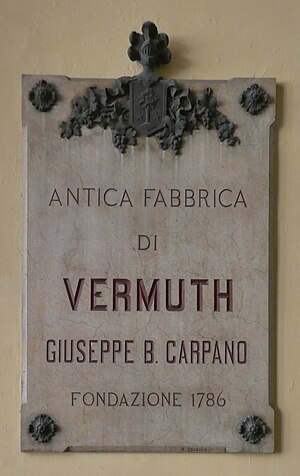 ANTICA FABBRICA
DI
VERMUTH
GIUSEPPE B. CARPANO
FONDAZIONE 1786